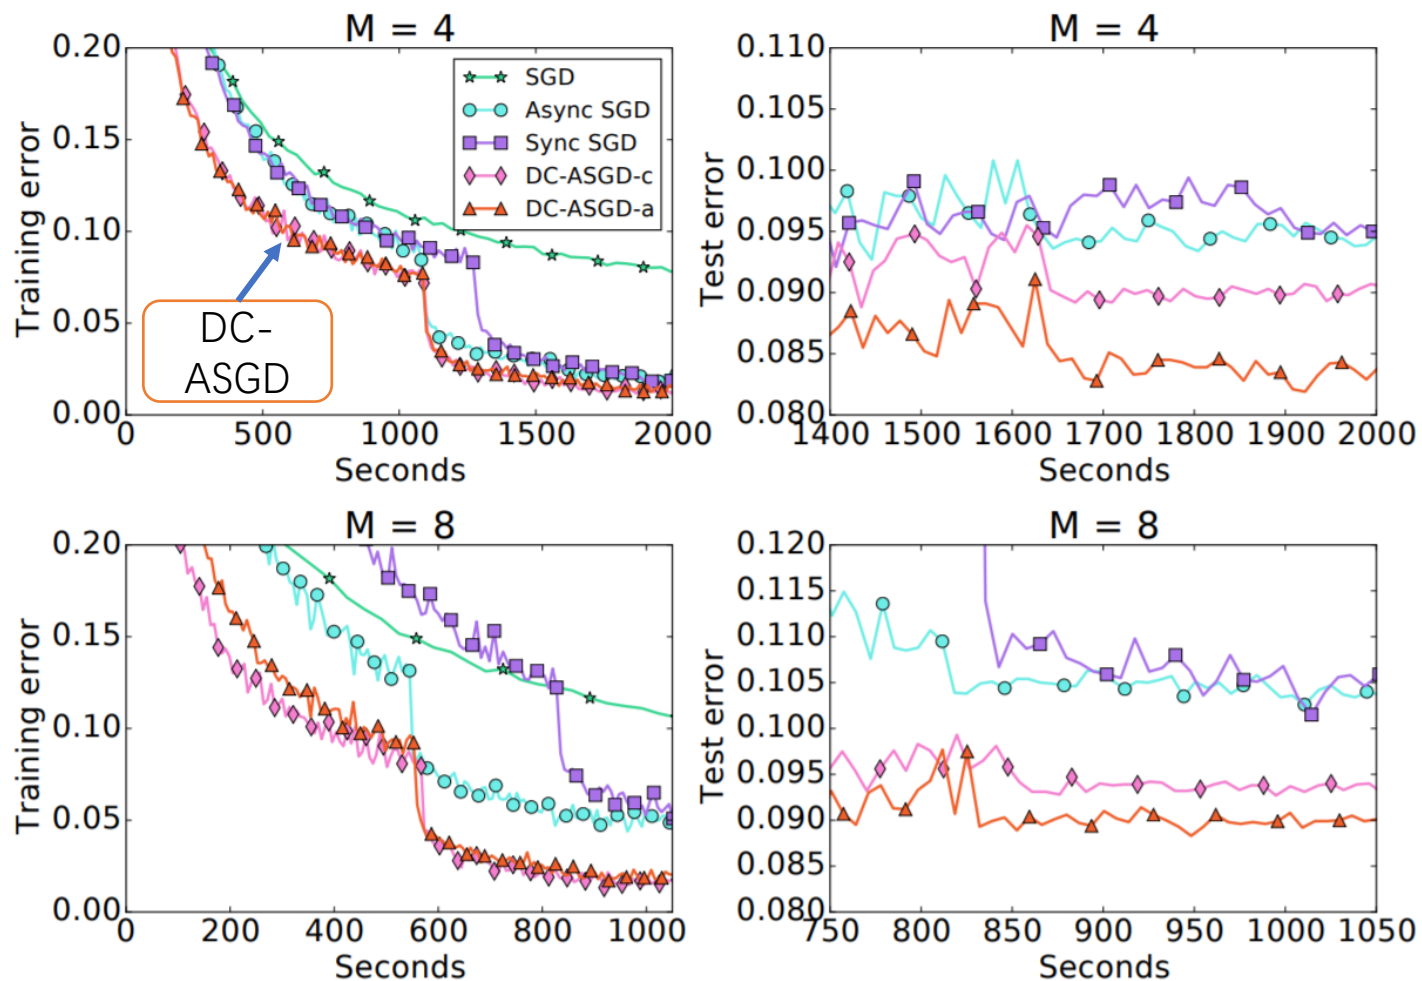 M = 4
0.20
0.15
0.10
0.05
0.00
Training error
SGD
Async SGD
Sync SGD
DC-ASGD-c
DC-ASGD-a
DC-
ASGD
0 500 1000 1500 2000
Seconds
M = 4
0.110
0.105
0.100
0.095
0.090
0.085
0.080
Test error
1400 1500 1600 1700 1800 1900 2000
Seconds
M = 8
0.20
0.15
0.10
0.05
0.00
Training error
0 200 400 600 800 1000
Seconds
M = 8
0.120
0.115
0.110
0.105
0.100
0.095
0.090
0.085
0.080
Test error
750 800 850 900 950 1000 1050
Seconds